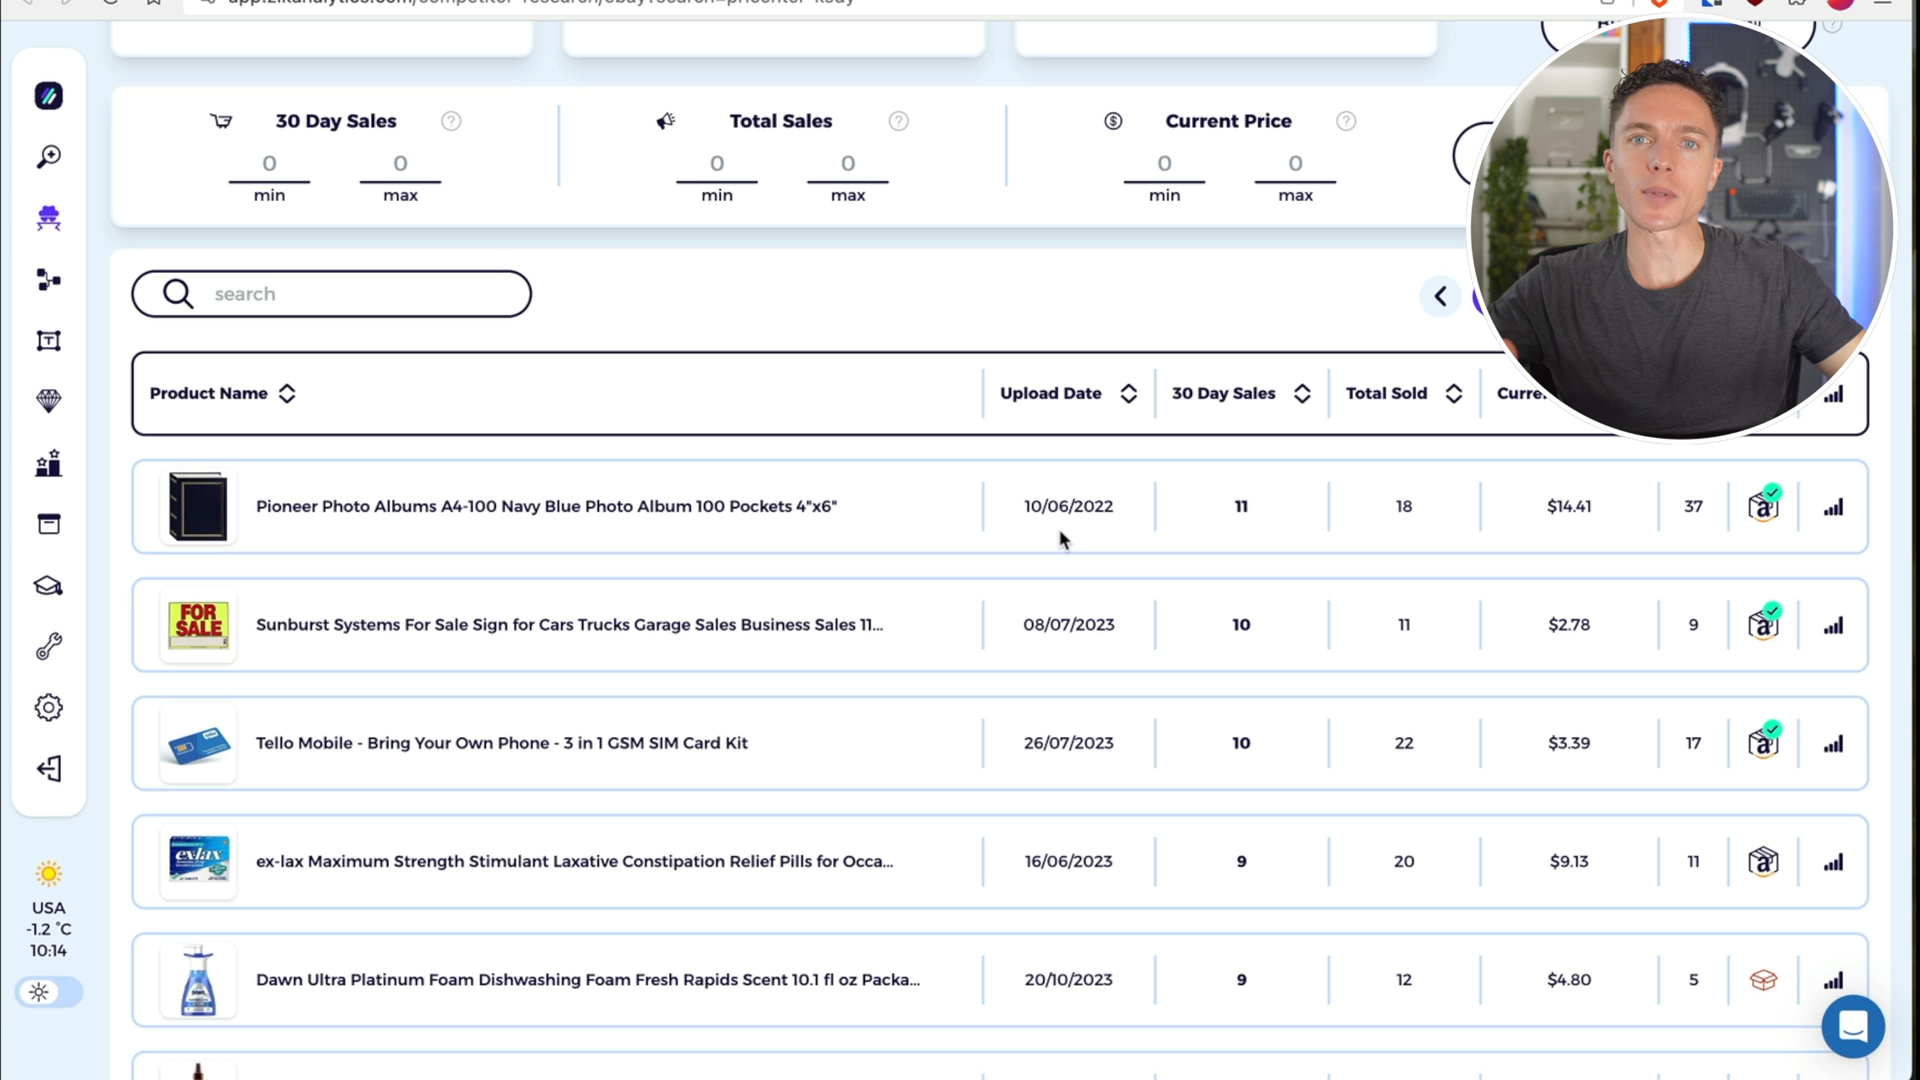 30 Day Sales ?
Total Sales ?
Current Price ?
0 0
min max
0 0
min max
0 0
min max
search
Product Name
Upload Date
30 Day Sales
Total Sold
Pioneer Photo Albums A4-100 Navy Blue Photo Album 100 Pockets 4"x6" 10/06/2022 11 18 $14.41 37
FOR SALE
Sunburst Systems For Sale Sign for Cars Trucks Garage Sales Business Sales 11... 08/07/2023 10 11 $2.78 9
Tello Mobile - Bring Your Own Phone - 3 in 1 GSM SIM Card Kit 26/07/2023 10 22 $3.39 17
ex-lax
ex-lax Maximum Strength Stimulant Laxative Constipation Relief Pills for Occa... 16/06/2023 9 20 $9.13 11
Dawn Ultra Platinum Foam Dishwashing Foam Fresh Rapids Scent 10.1 fl oz Packa... 20/10/2023 9 12 $4.80 5
USA
-1.2 °C
10:14